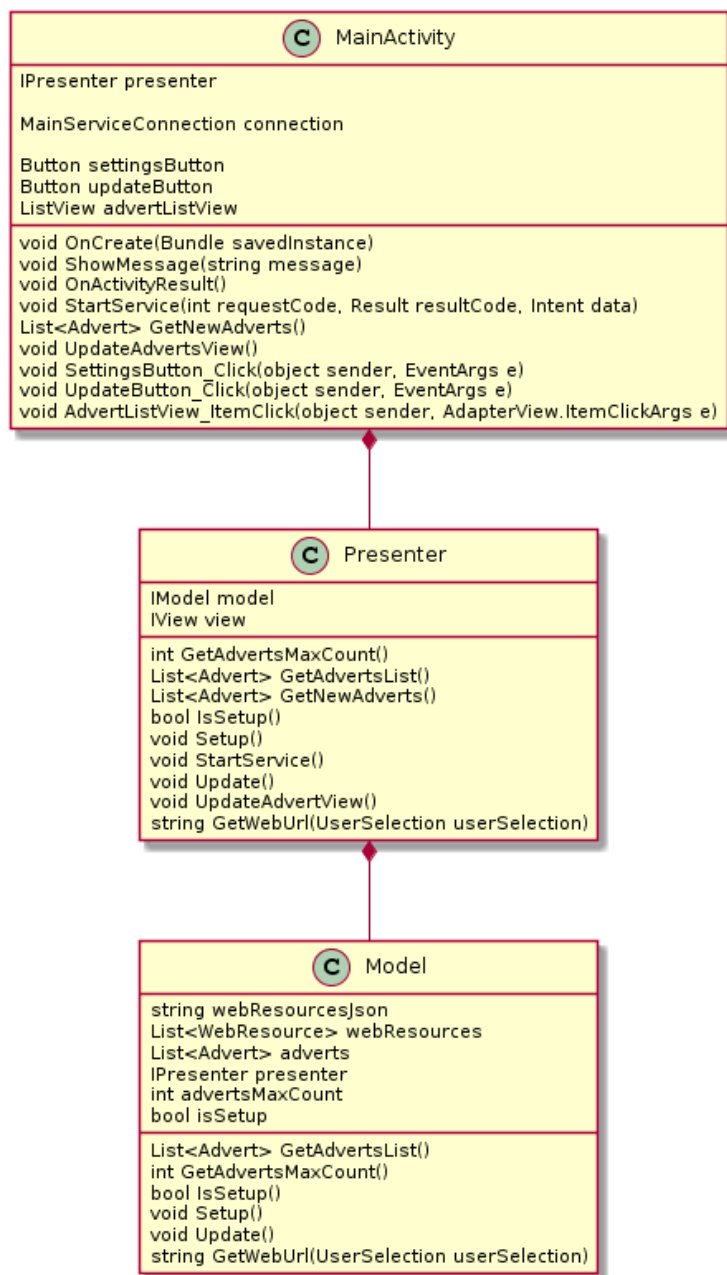 C MainActivity
IPresenter presenter
MainServiceConnection connection
Button settingsButton
Button updateButton
ListView advertListView
void OnCreate(Bundle savedInstance)
void ShowMessage(string message)
void OnActivityResult()
void StartService(int requestCode, Result resultCode, Intent data)
List<Advert> GetNewAdverts()
void UpdateAdvertsView()
void SettingsButton_Click(object sender, EventArgs e)
void UpdateButton_Click(object sender, EventArgs e)
void AdvertListView_ItemClick(object sender, AdapterView.ItemClickArgs e)
C Presenter
IModel model
IView view
int GetAdvertsMaxCount()
List<Advert> GetAdvertsList()
List<Advert> GetNewAdverts()
bool IsSetup()
void Setup()
void StartService()
void Update()
void UpdateAdvertView()
string GetWebUrl(UserSelection userSelection)
C Model
string webResourcesJson
List<WebResource> webResources
List<Advert> adverts
IPresenter presenter
int advertsMaxCount
bool isSetup
List<Advert> GetAdvertsList()
int GetAdvertsMaxCount()
bool IsSetup()
void Setup()
void Update()
string GetWebUrl(UserSelection userSelection)